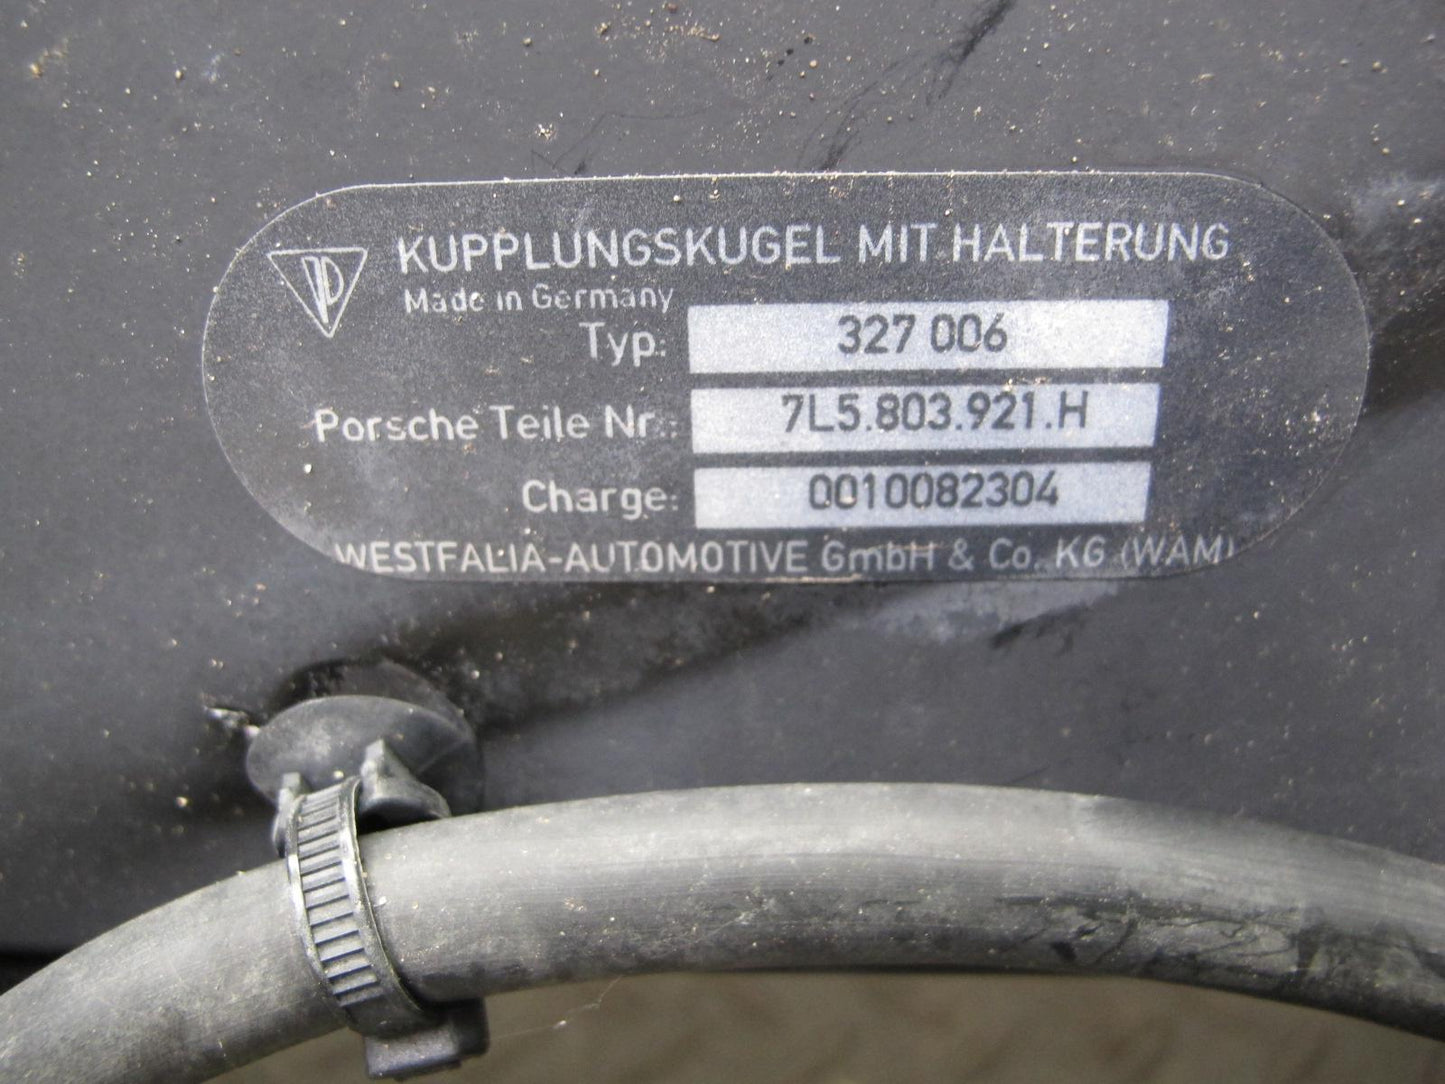 KUPPLUNGSKUGEL MIT HALTERUNG
Made in Germany
Typ: 327 006
Porsche Teile Nr.: 7L5.803.921.H
Charge: 0010082304
WESTFALIA-AUTOMOTIVE GmbH & Co. KG (WAM)